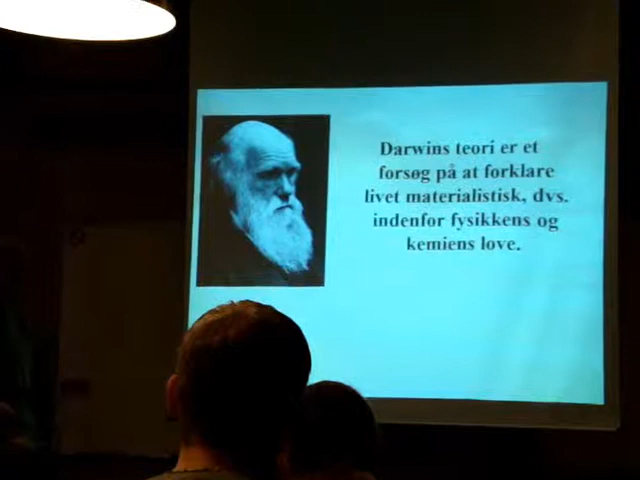 Darwins teori er et
forsøg på at forklare
livet materialistisk, dvs.
indenfor fysikkens og
kemiens love.